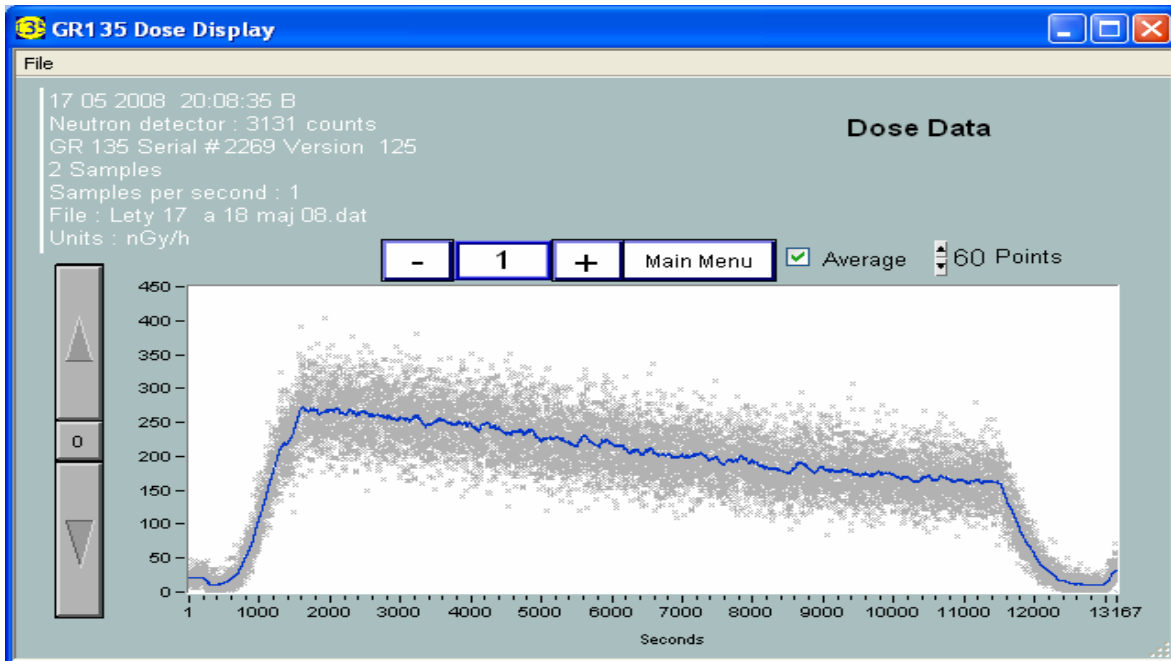 GR135 Dose Display
File
17 05 2008 20:08:35 B
Neutron detector : 3131 counts
GR 135 Serial # 2269 Version 125
2 Samples
Samples per second : 1
File : Lety 17 a 18 maj 08.dat
Units : nGy/h
Dose Data
- 1 + Main Menu Average 60 Points
0
450
400
350
300
250
200
150
100
50
0
1 1000 2000 3000 4000 5000 6000 7000 8000 9000 10000 11000 12000 13167
Seconds